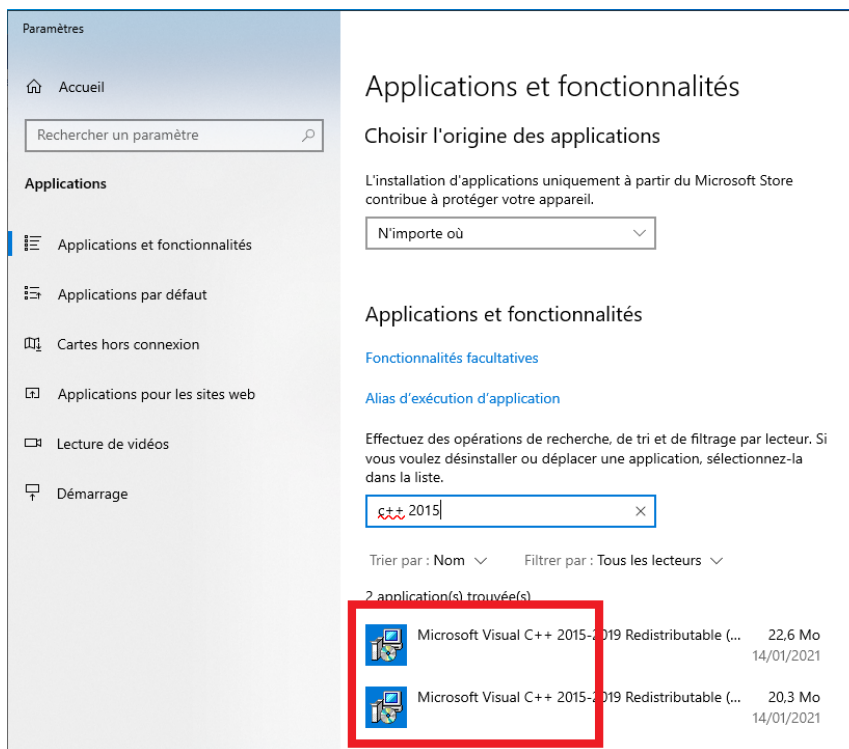 Paramètres
Accueil
Rechercher un paramètre
Applications
Applications et fonctionnalités
Applications par défaut
Cartes hors connexion
Applications pour les sites web
Lecture de vidéos
Démarrage
Applications et fonctionnalités
Choisir l'origine des applications
L'installation d'applications uniquement à partir du Microsoft Store
contribue à protéger votre appareil.
N'importe où
Applications et fonctionnalités
Fonctionnalités facultatives
Alias d'exécution d'application
Effectuez des opérations de recherche, de tri et de filtrage par lecteur. Si
vous voulez désinstaller ou déplacer une application, sélectionnez-la
dans la liste.
c++ 2015
Trier par : Nom Filtrer par : Tous les lecteurs
2 application(s) trouvée(s)
Microsoft Visual C++ 2015-2019 Redistributable (... 22,6 Mo
14/01/2021
Microsoft Visual C++ 2015-2019 Redistributable (... 20,3 Mo
14/01/2021